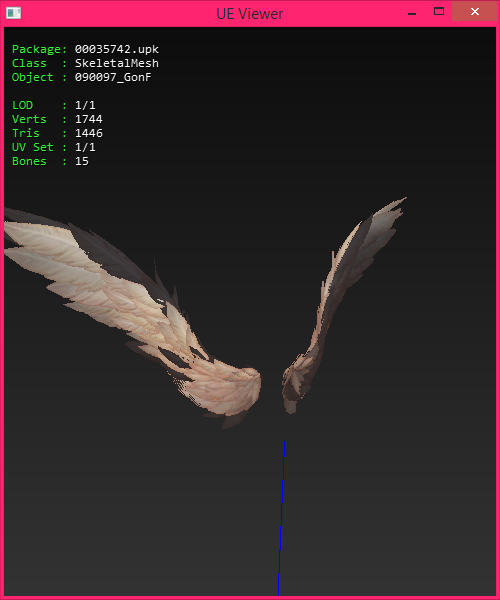 UE Viewer
Package: 00035742.upk
Class  : SkeletalMesh
Object : 090097_GonF
LOD    : 1/1
Verts  : 1744
Tris   : 1446
UV Set : 1/1
Bones  : 15